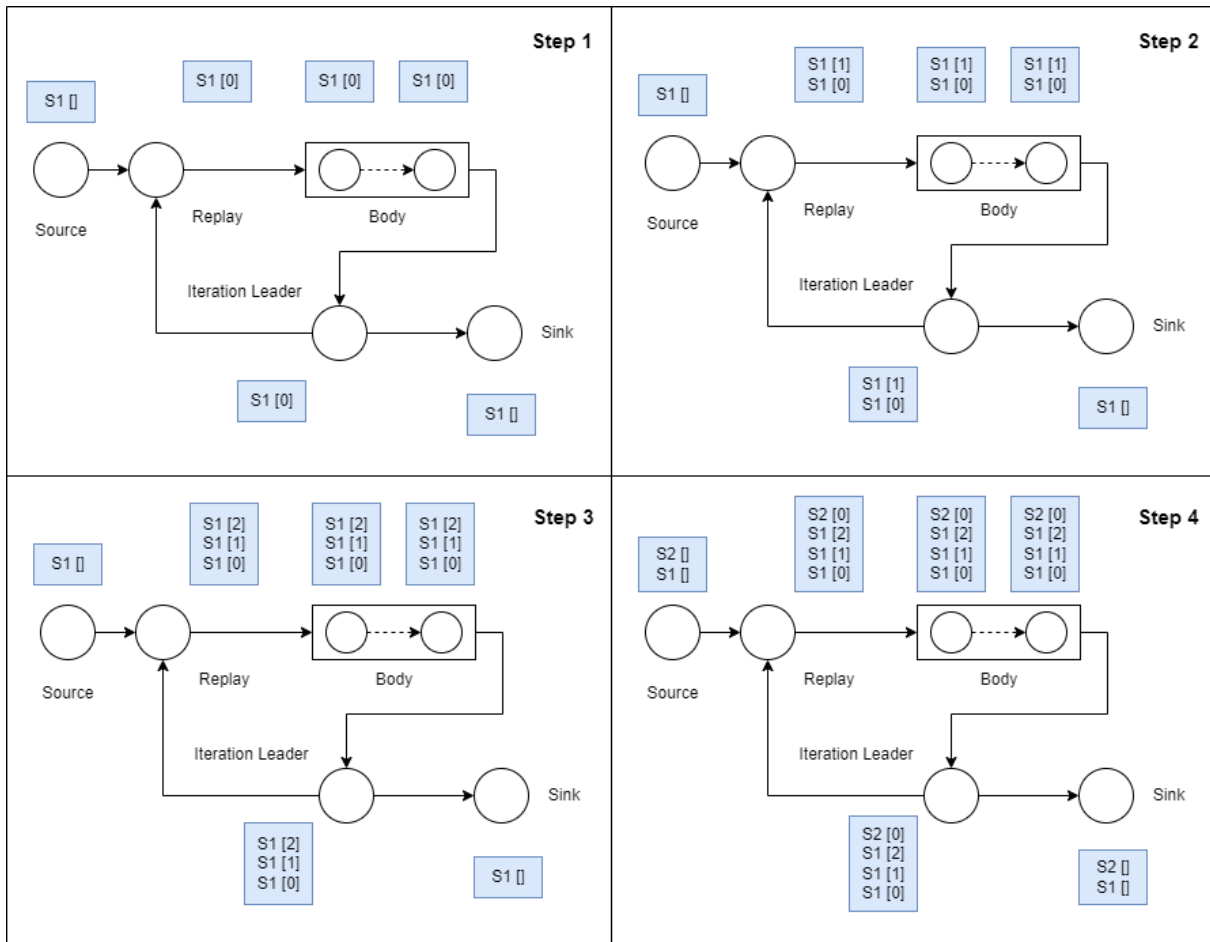 Step 1
S1 [0]
S1 [0]
S1 [0]
S1 []
Source
Replay
Body
Iteration Leader
Sink
S1 [0]
S1 []
Step 2
S1 [1]
S1 [0]
S1 [1]
S1 [0]
S1 [1]
S1 [0]
S1 []
Source
Replay
Body
Iteration Leader
Sink
S1 [1]
S1 [0]
S1 []
Step 3
S1 [2]
S1 [1]
S1 [0]
S1 [2]
S1 [1]
S1 [0]
S1 [2]
S1 [1]
S1 [0]
S1 []
Source
Replay
Body
Iteration Leader
Sink
S1 [2]
S1 [1]
S1 [0]
S1 []
Step 4
S2 [0]
S1 [2]
S1 [1]
S1 [0]
S2 [0]
S1 [2]
S1 [1]
S1 [0]
S2 [0]
S1 [2]
S1 [1]
S1 [0]
S2 []
S1 []
Source
Replay
Body
Iteration Leader
Sink
S2 [0]
S1 [2]
S1 [1]
S1 [0]
S2 []
S1 []